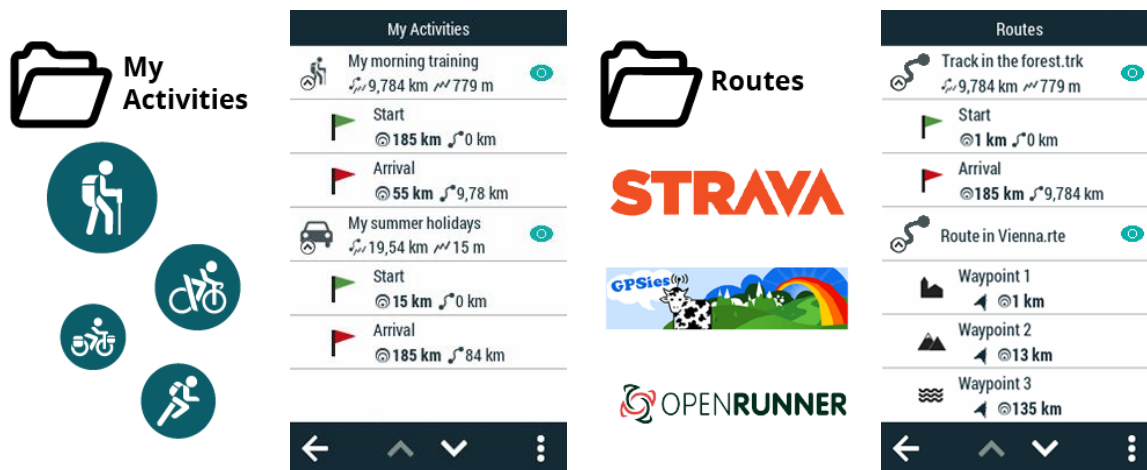 My
Activities
My Activities
My morning training
9,784 km 779 m
Start
185 km 0 km
Arrival
55 km 9,78 km
My summer holidays
19,54 km 15 m
Start
15 km 0 km
Arrival
185 km 84 km
Routes
STRAVA
GPSies
OPENRUNNER
Routes
Track in the forest.trk
9,784 km 779 m
Start
1 km 0 km
Arrival
185 km 9,784 km
Route in Vienna.rte
Waypoint 1
1 km
Waypoint 2
13 km
Waypoint 3
135 km